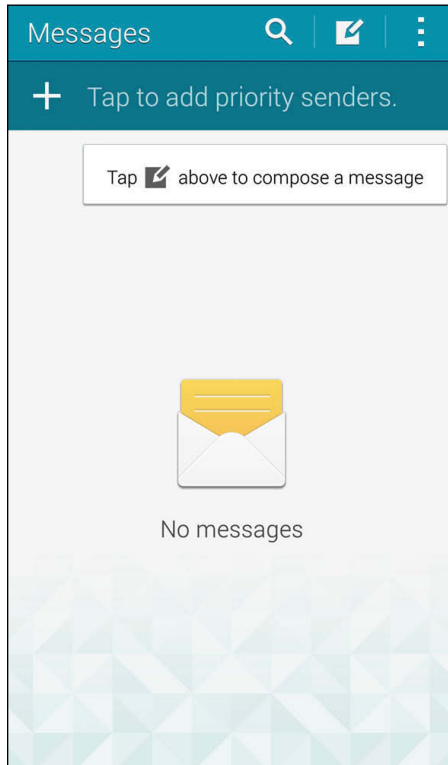 Messages
Tap to add priority senders.
Tap above to compose a message
No messages